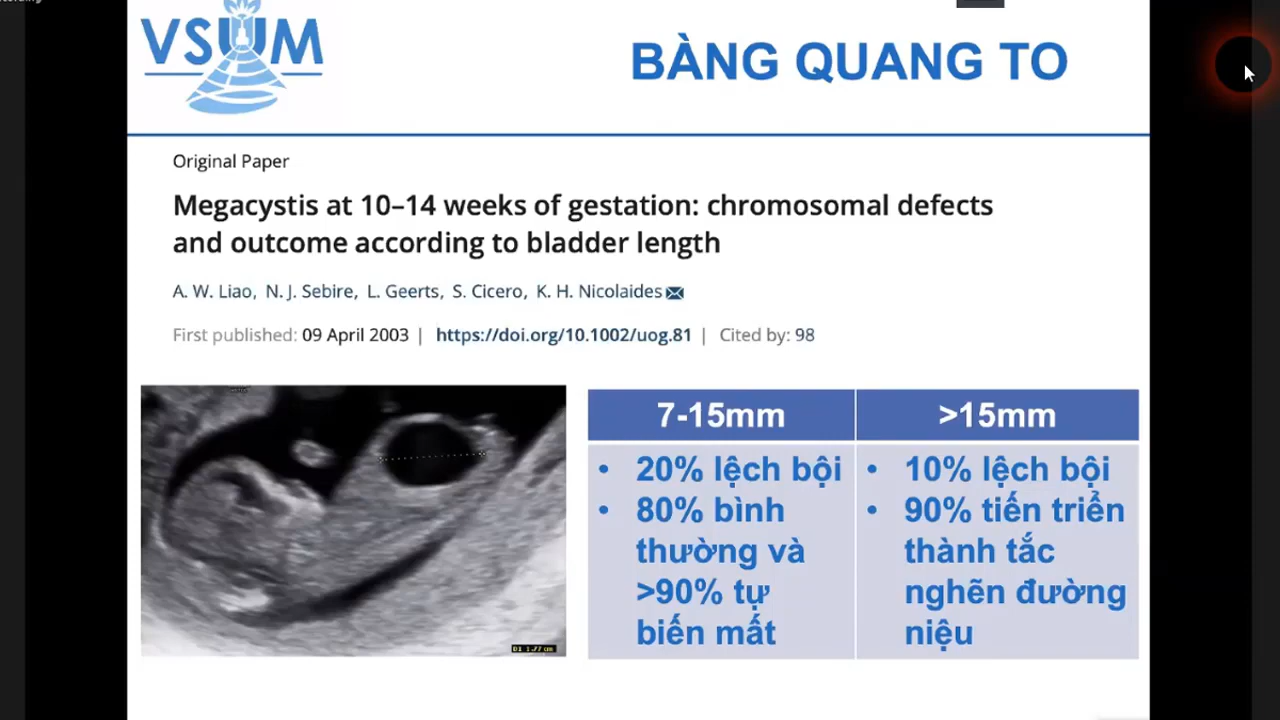 VSUM
BÀNG QUANG TO
Original Paper
Megacystis at 10–14 weeks of gestation: chromosomal defects
and outcome according to bladder length
A. W. Liao, N. J. Sebire, L. Geerts, S. Cicero, K. H. Nicolaides
First published: 09 April 2003 | https://doi.org/10.1002/uog.81 | Cited by: 98
7-15mm
• 20% lệch bội
• 80% bình
thường và
>90% tự
biến mất
>15mm
• 10% lệch bội
• 90% tiến triển
thành tắc
nghẽn đường
niệu